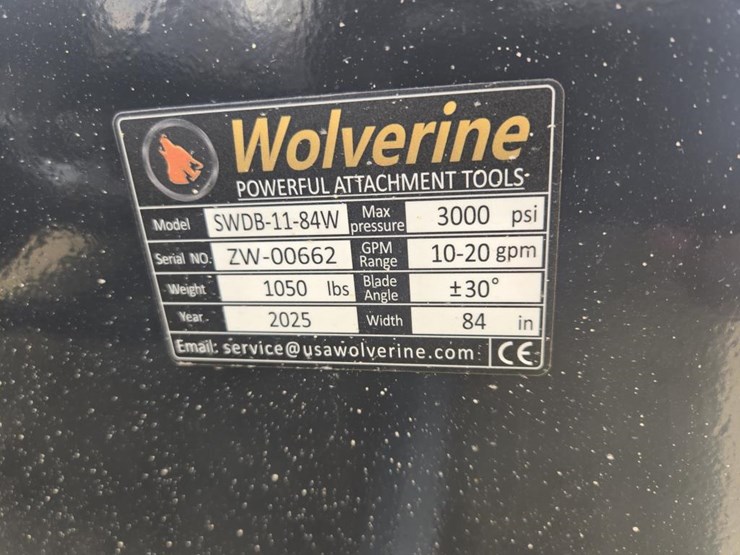 Wolverine
POWERFUL ATTACHMENT TOOLS
Model SWDB-11-84W Max pressure 3000 psi
Serial NO. ZW-00662 GPM Range 10-20 gpm
Weight 1050 lbs Blade Angle ±30°
Year 2025 Width 84 in
Email: service@usawolverine.com CE